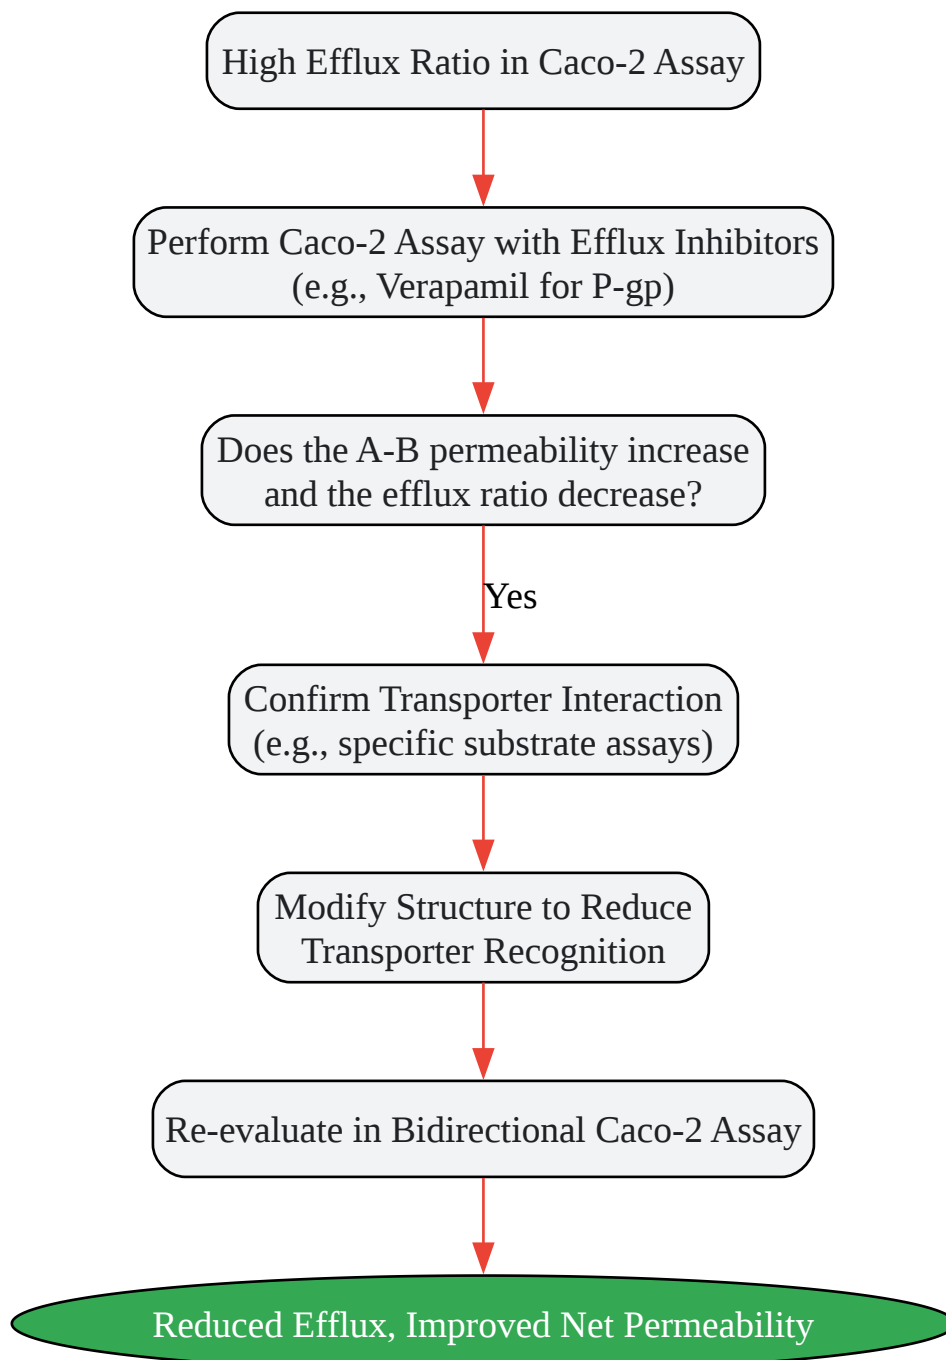 High Efflux Ratio in Caco-2 Assay
Perform Caco-2 Assay with Efflux Inhibitors
(e.g., Verapamil for P-gp)
Does the A-B permeability increase
and the efflux ratio decrease?
Yes
Confirm Transporter Interaction
(e.g., specific substrate assays)
Modify Structure to Reduce
Transporter Recognition
Re-evaluate in Bidirectional Caco-2 Assay
Reduced Efflux, Improved Net Permeability